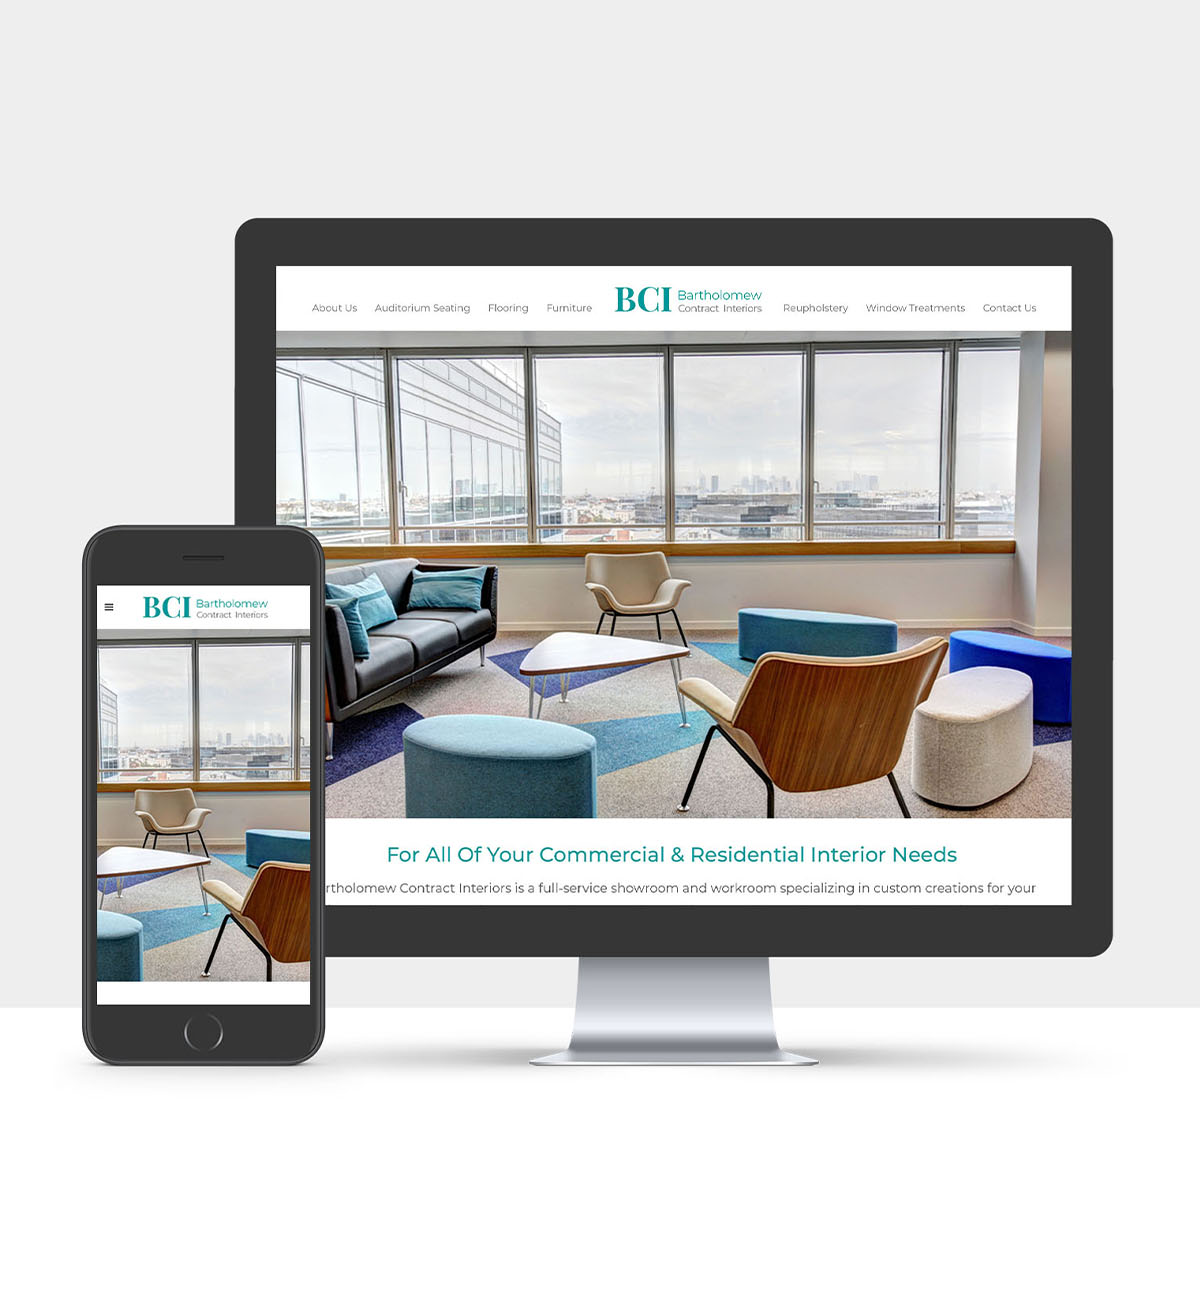 About Us Auditorium Seating Flooring Furniture BCI Bartholomew Contract Interiors Reupholstery Window Treatments Contact Us
For All Of Your Commercial & Residential Interior Needs
Contract Interiors is a full-service showroom and workroom specializing in custom creations for your
BCI Bartholomew
Contract Interiors